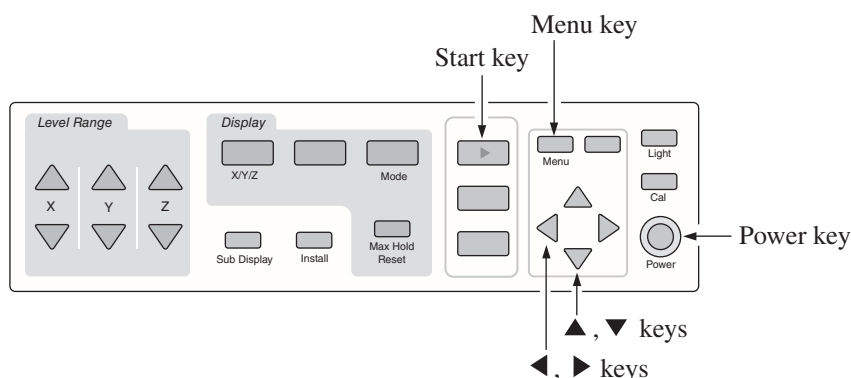 Menu key
Start key
Level Range
Display
Menu
Light
X/Y/Z
Mode
Cal
X
Y
Z
Sub Display
Install
Max Hold
Reset
Power
Power key
▲, ▼ keys
◀, ▶ keys